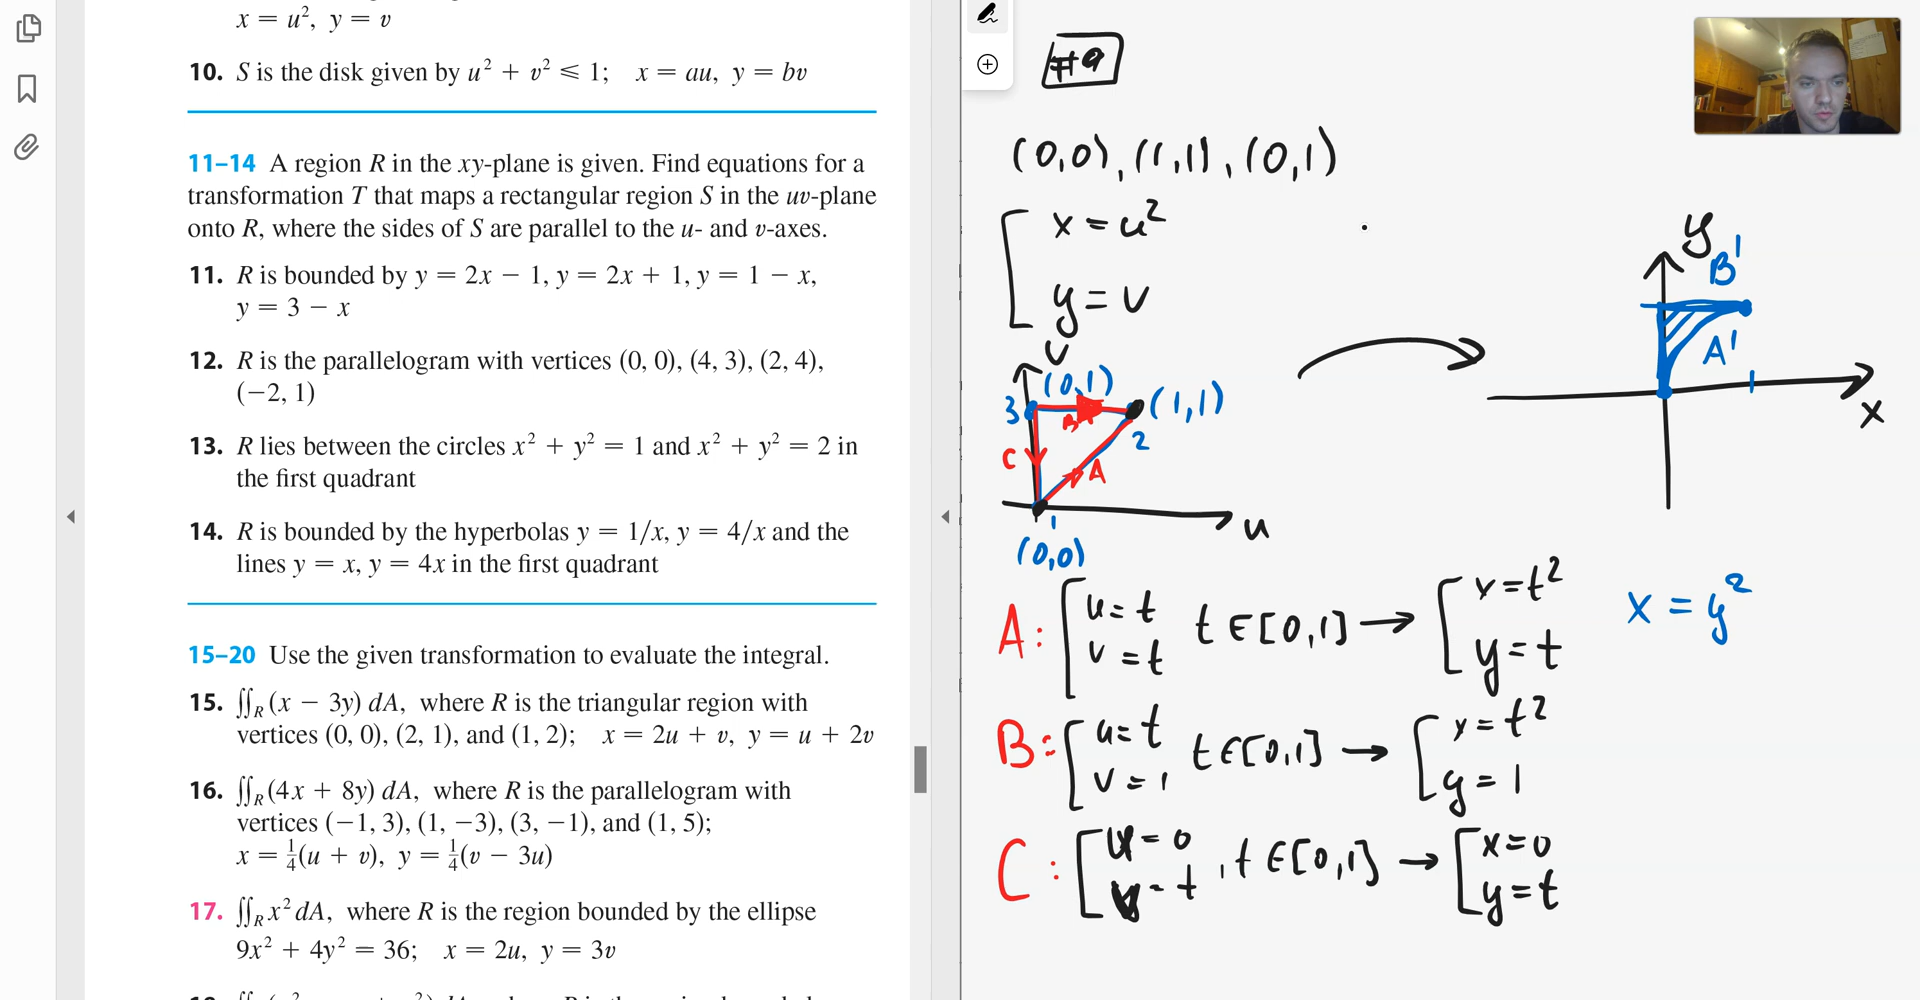 x = u², y = v
10. S is the disk given by u² + v² ⩽ 1; x = au, y = bv
11–14 A region R in the xy-plane is given. Find equations for a
transformation T that maps a rectangular region S in the uv-plane
onto R, where the sides of S are parallel to the u- and v-axes.
11. R is bounded by y = 2x − 1, y = 2x + 1, y = 1 − x,
y = 3 − x
12. R is the parallelogram with vertices (0, 0), (4, 3), (2, 4),
(−2, 1)
13. R lies between the circles x² + y² = 1 and x² + y² = 2 in
the first quadrant
14. R is bounded by the hyperbolas y = 1/x, y = 4/x and the
lines y = x, y = 4x in the first quadrant
15–20 Use the given transformation to evaluate the integral.
15. ∬_R (x − 3y) dA, where R is the triangular region with
vertices (0, 0), (2, 1), and (1, 2); x = 2u + v, y = u + 2v
16. ∬_R (4x + 8y) dA, where R is the parallelogram with
vertices (−1, 3), (1, −3), (3, −1), and (1, 5);
x = ¼(u + v), y = ¼(v − 3u)
17. ∬_R x² dA, where R is the region bounded by the ellipse
9x² + 4y² = 36; x = 2u, y = 3v
#9
(0,0), (1,1), (0,1)
x = u²
y = v
v
3 (0,1)
(1,1)
2
B
C
A
1
(0,0)
u
y
B'
A'
1
x
A: [u = t
v = t
t ∈ [0,1] → [x = t²
y = t
x = y²
B: [u = t
v = 1
t ∈ [0,1] → [x = t²
y = 1
C: [u = 0
v = t
, t ∈ [0,1] → [x = 0
y = t